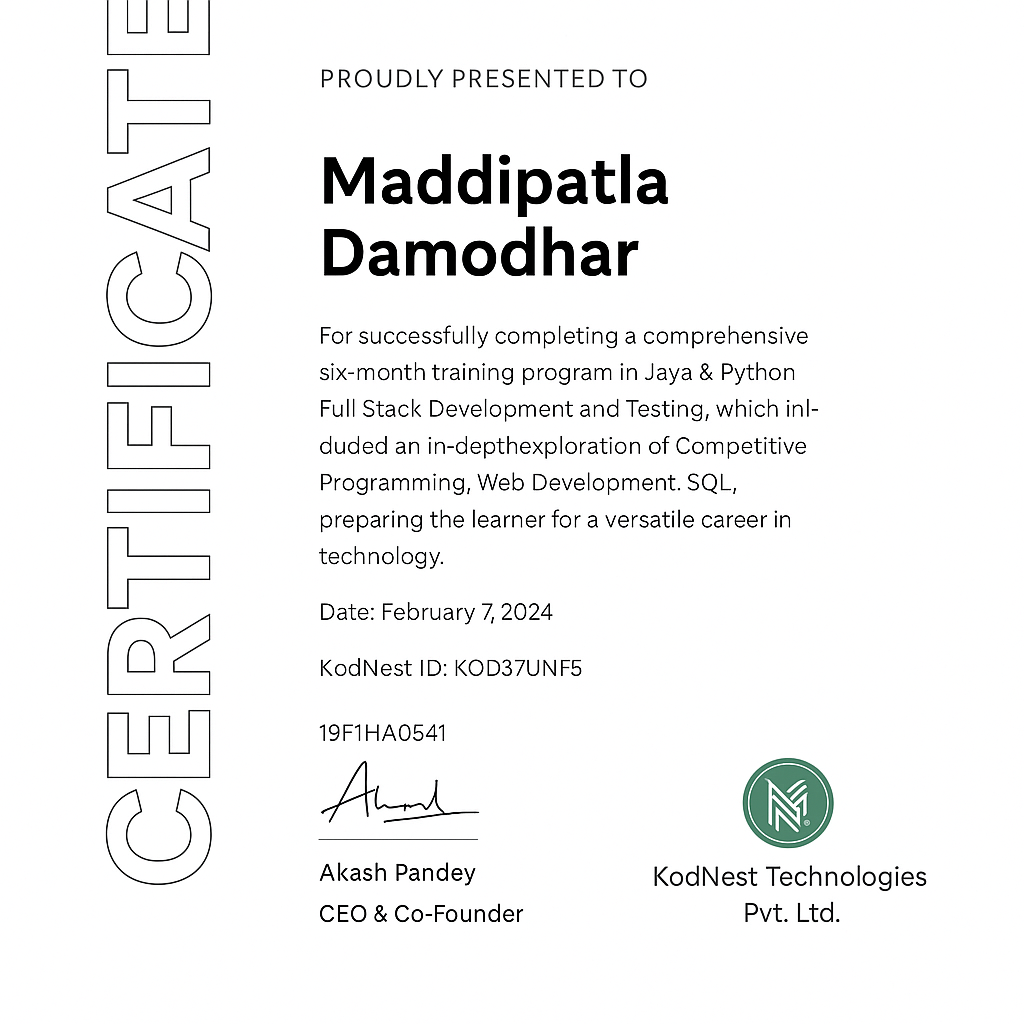 CERTIFICATE
PROUDLY PRESENTED TO
Maddipatla
Damodhar
For successfully completing a comprehensive
six-month training program in Jaya & Python
Full Stack Development and Testing, which inl-
duded an in-depthexploration of Competitive
Programming, Web Development. SQL,
preparing the learner for a versatile career in
technology.
Date: February 7, 2024
KodNest ID: KOD37UNF5
19F1HA0541
Akash Pandey
CEO & Co-Founder
KodNest Technologies
Pvt. Ltd.